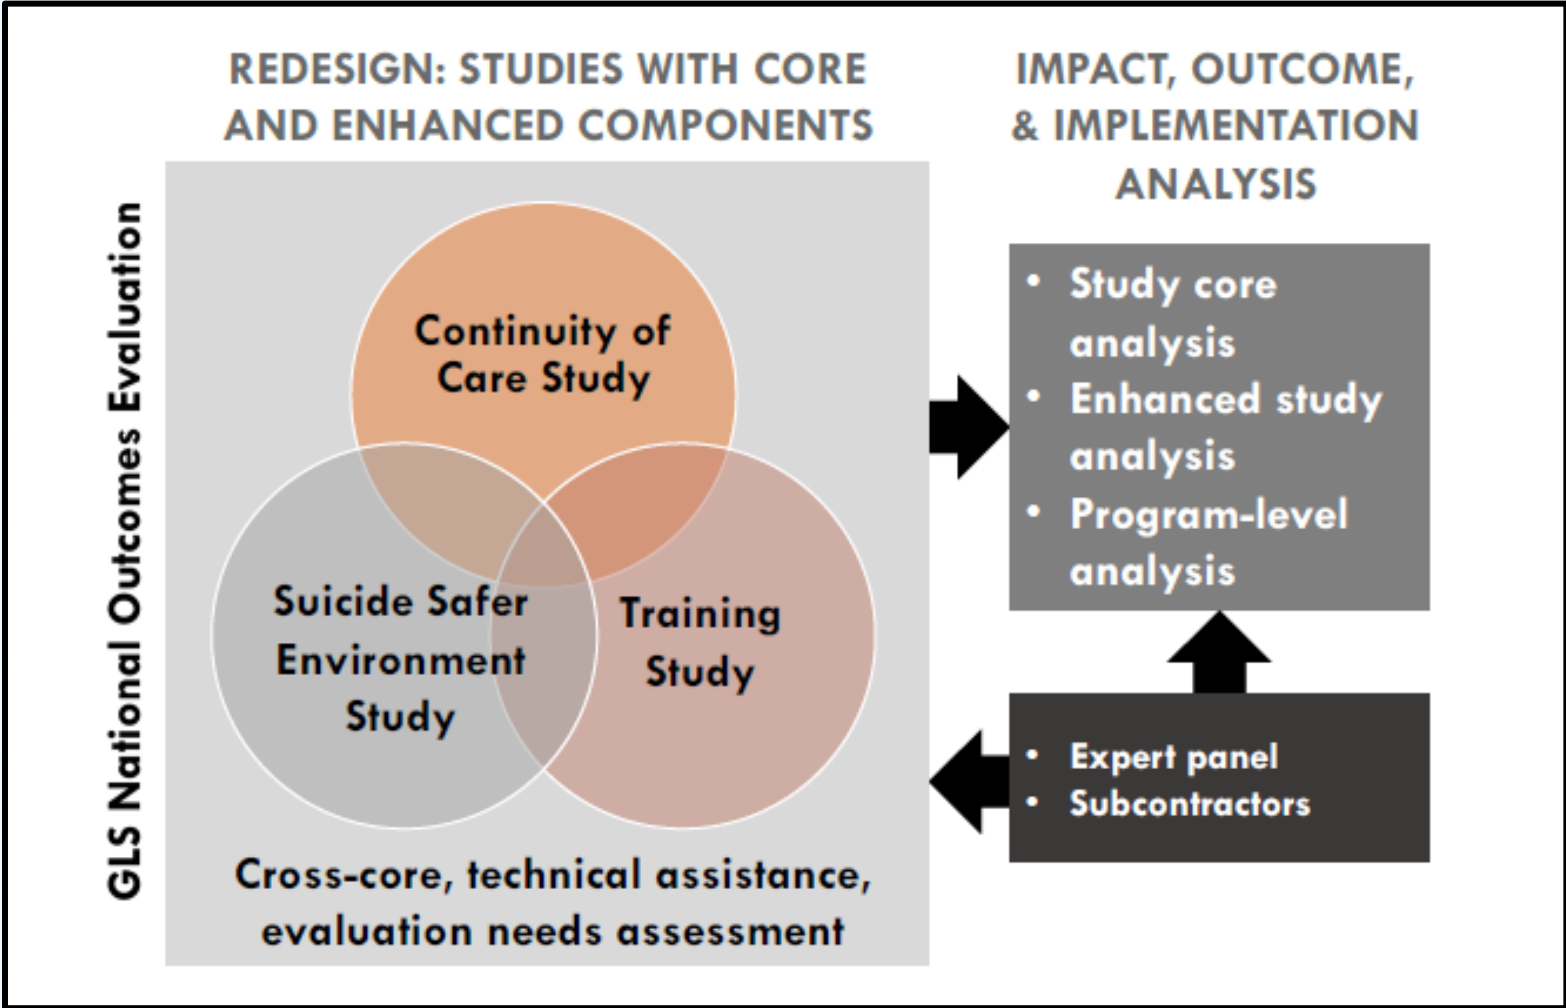 REDESIGN: STUDIES WITH CORE
AND ENHANCED COMPONENTS
GLS National Outcomes Evaluation
Continuity of
Care Study
Suicide Safer
Environment
Study
Training
Study
Cross-core, technical assistance,
evaluation needs assessment
IMPACT, OUTCOME,
& IMPLEMENTATION
ANALYSIS
• Study core
analysis
• Enhanced study
analysis
• Program-level
analysis
• Expert panel
• Subcontractors